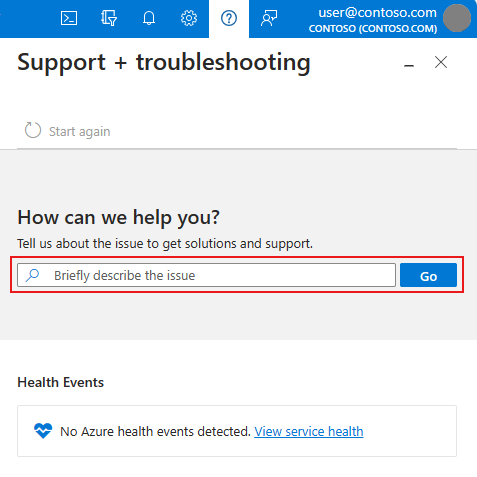 user@contoso.com
CONTOSO (CONTOSO.COM)
Support + troubleshooting
Start again
How can we help you?
Tell us about the issue to get solutions and support.
Briefly describe the issue
Go
Health Events
No Azure health events detected. View service health